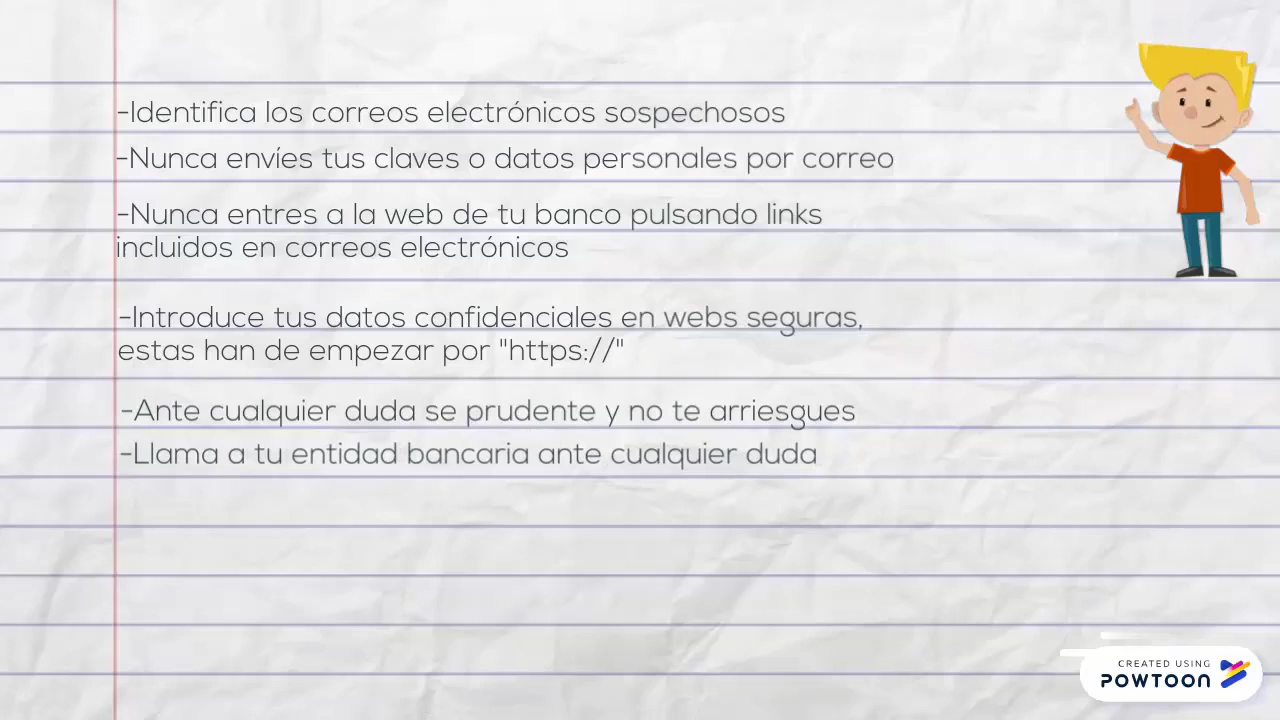 -Identifica los correos electrónicos sospechosos
-Nunca envíes tus claves o datos personales por correo
-Nunca entres a la web de tu banco pulsando links
incluidos en correos electrónicos
-Introduce tus datos confidenciales en webs seguras,
estas han de empezar por "https://"
-Ante cualquier duda se prudente y no te arriesgues
-Llama a tu entidad bancaria ante cualquier duda
CREATED USING
POWTOON